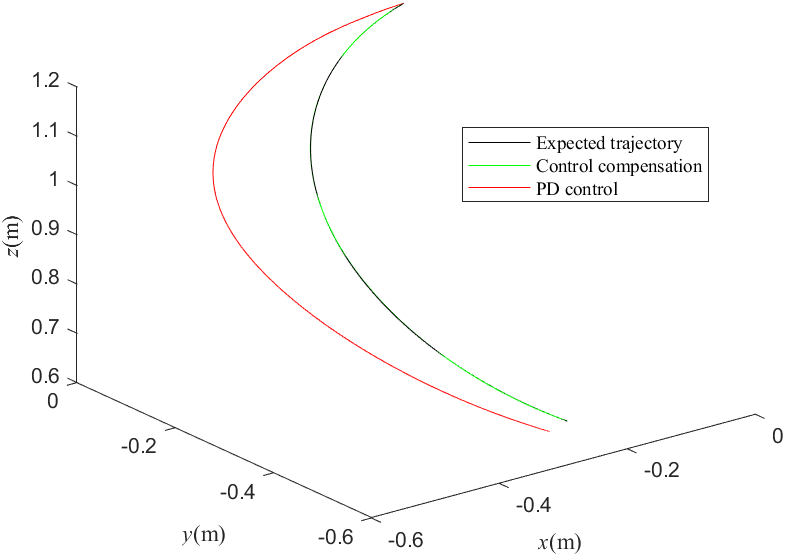 1.2
1.1
1
0.9
0.8
0.7
0.6
z(m)
0
-0.2
-0.4
-0.6
y(m)
-0.6
-0.4
-0.2
0
x(m)
Expected trajectory
Control compensation
PD control